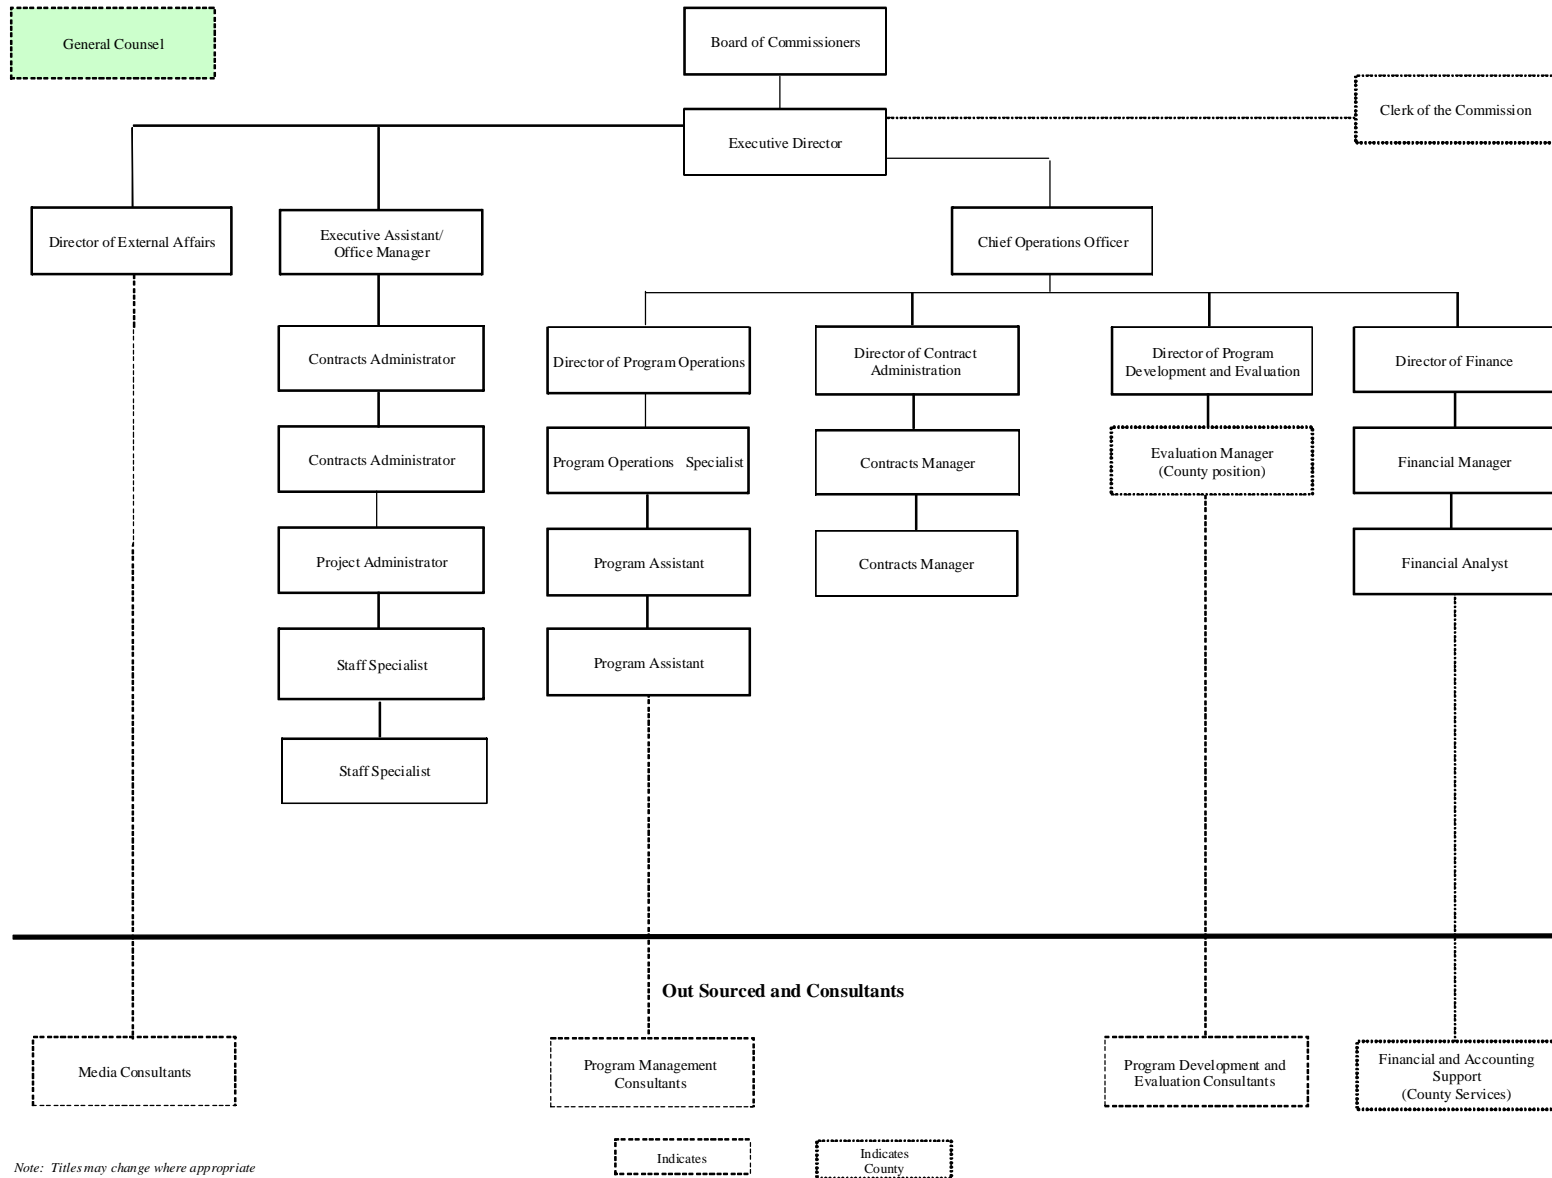 General Counsel
Board of Commissioners
Clerk of the Commission
Executive Director
Director of External Affairs
Executive Assistant/
Office Manager
Chief Operations Officer
Contracts Administrator
Director of Program Operations
Director of Contract
Administration
Director of Program
Development and Evaluation
Director of Finance
Contracts Administrator
Program Operations Specialist
Contracts Manager
Evaluation Manager
(County position)
Financial Manager
Project Administrator
Program Assistant
Contracts Manager
Financial Analyst
Staff Specialist
Program Assistant
Staff Specialist
Out Sourced and Consultants
Media Consultants
Program Management
Consultants
Program Development and
Evaluation Consultants
Financial and Accounting
Support
(County Services)
Note: Titles may change where appropriate
Indicates
Indicates
County